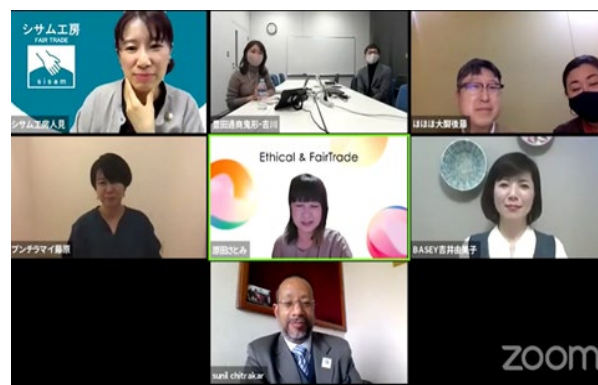 シサム工房
FAIR TRADE
sisam
シサム工房人見
豊田通商鬼形・吉川
ほほほ大賢後藤
プンチラマイ藤原
Ethical & FairTrade
原田さとみ
BASEY吉井由美子
sunil chitrakar
zoom